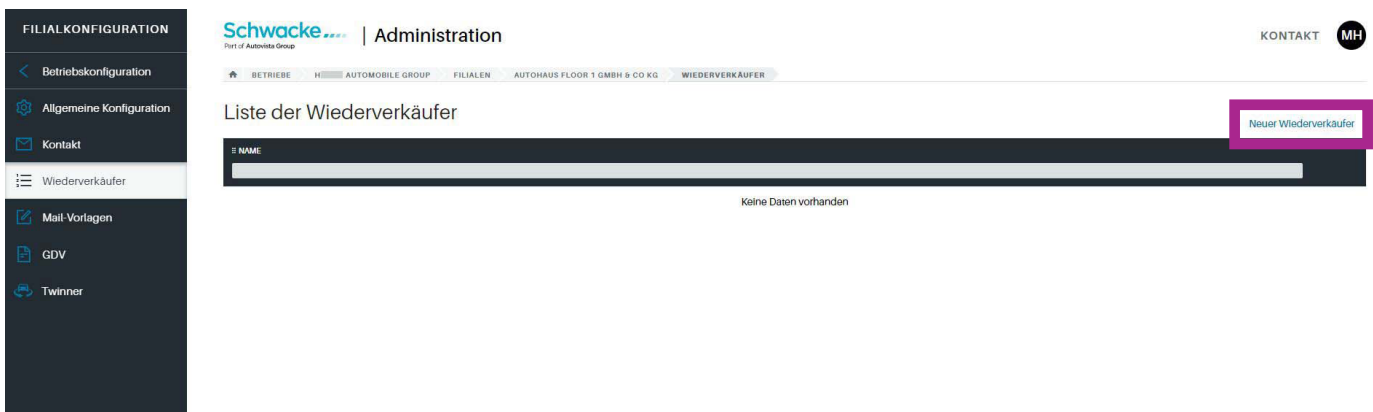 FILIALKONFIGURATION
Betriebskonfiguration
Allgemeine Konfiguration
Kontakt
Wiederverkäufer
Mail-Vorlagen
GDV
Twinner
Schwacke.... | Administration
Part of Autovista Group
KONTAKT MH
BETRIEBE H AUTOMOBILE GROUP FILIALEN AUTOHAUS FLOOR 1 GMBH & CO KG WIEDERVERKÄUFER
Liste der Wiederverkäufer
Neuer Wiederverkäufer
NAME
Keine Daten vorhanden